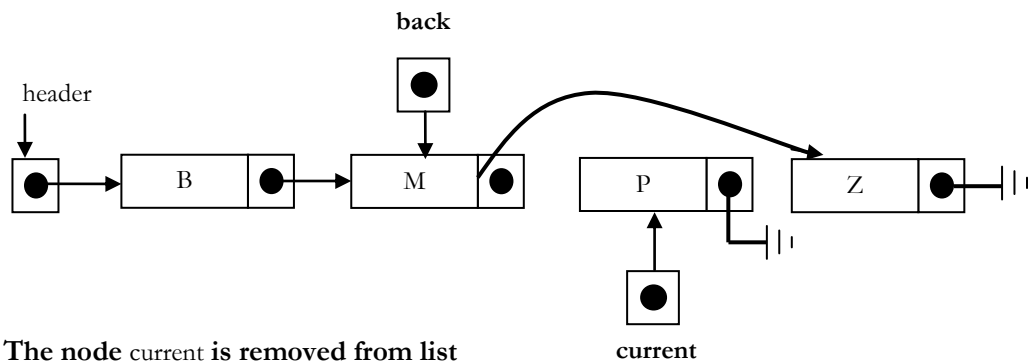 back
header
B
M
P
Z
The node current is removed from list
current